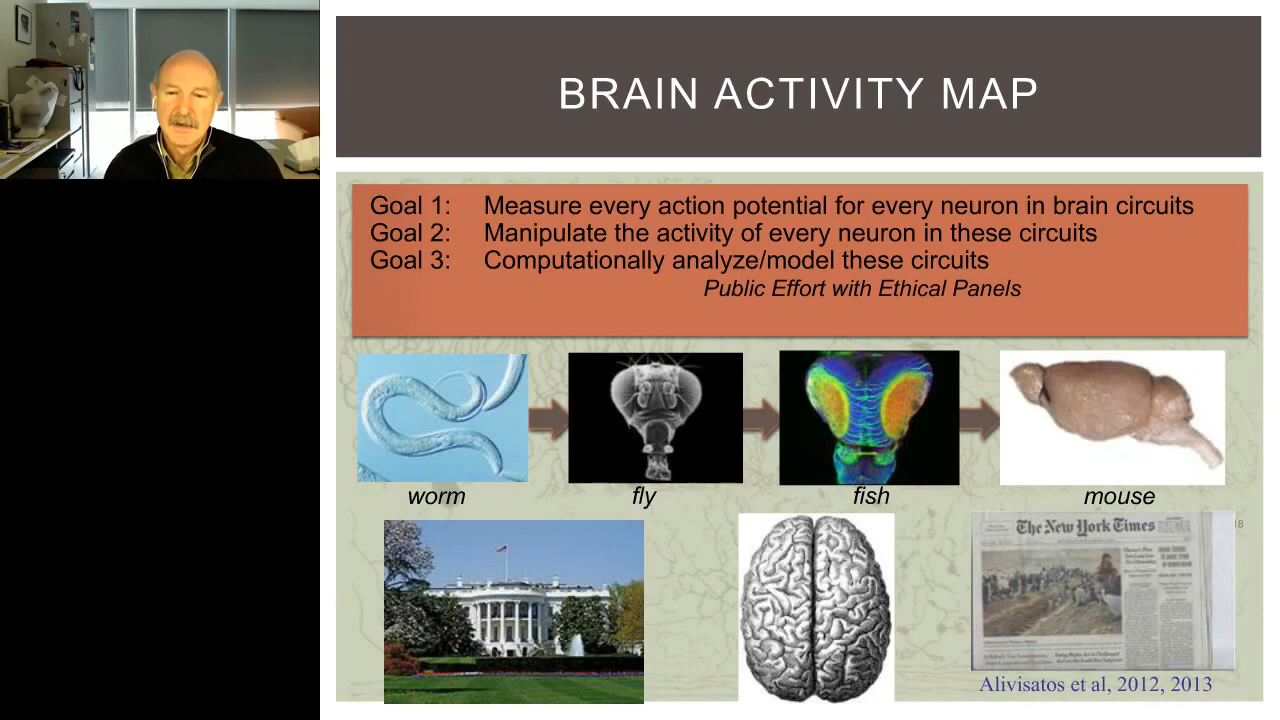 BRAIN ACTIVITY MAP
Goal 1: Measure every action potential for every neuron in brain circuits
Goal 2: Manipulate the activity of every neuron in these circuits
Goal 3: Computationally analyze/model these circuits
Public Effort with Ethical Panels
worm
fly
fish
mouse
The New York Times
18
Alivisatos et al, 2012, 2013